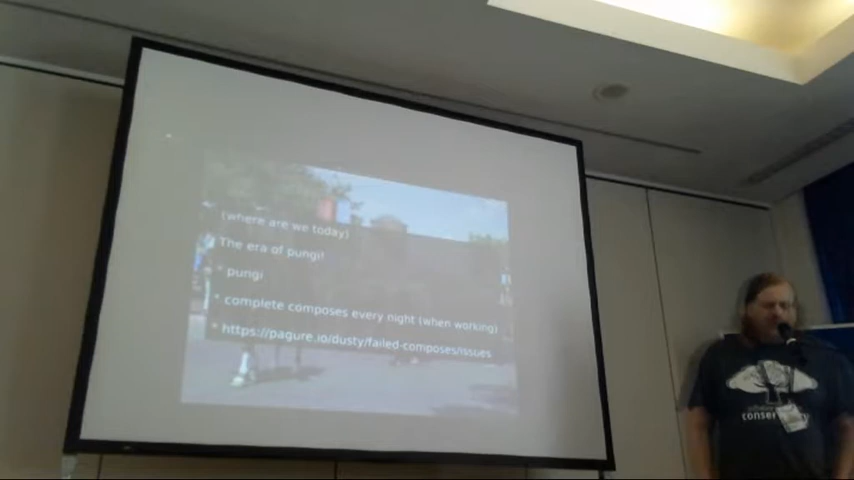 (where are we today)
The era of pungi!
* pungi
* complete composes every night (when working)
* https://pagure.io/dusty/failed-composes/issues